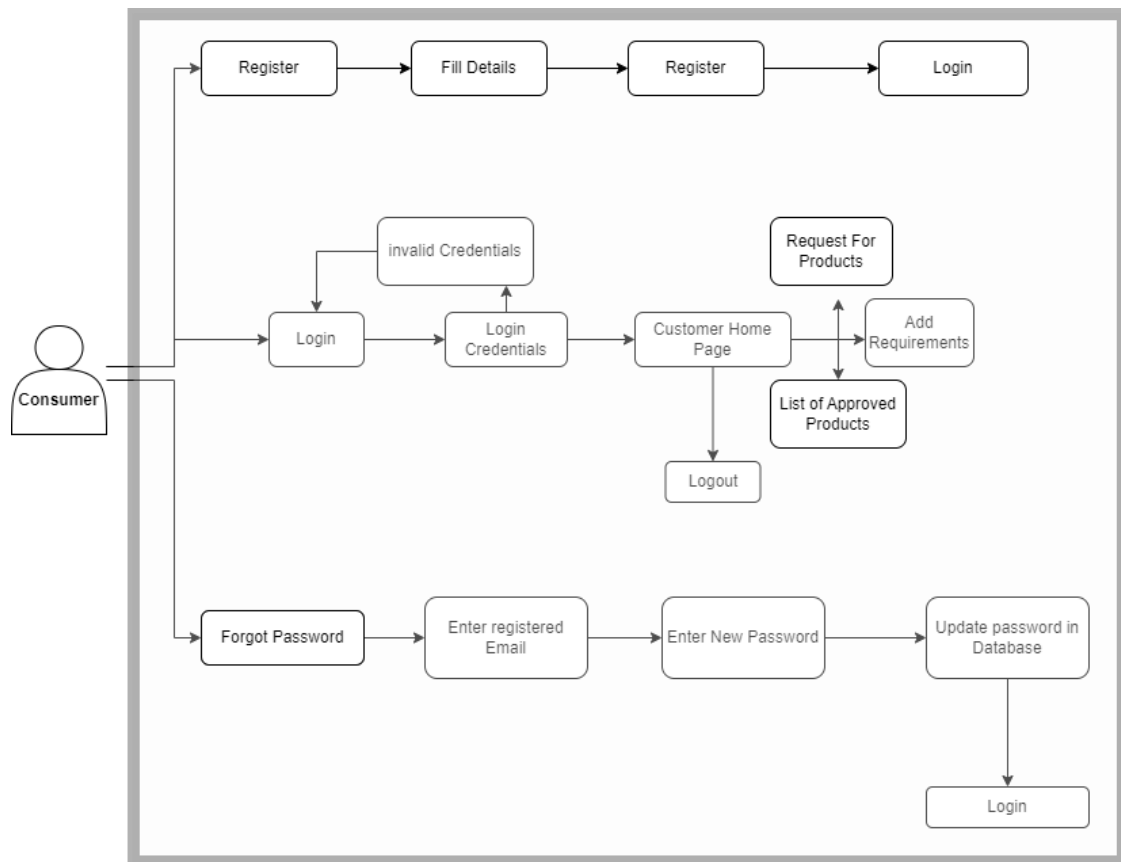 Register
Fill Details
Register
Login
invalid Credentials
Request For
Products
Login
Login
Credentials
Customer Home
Page
Add
Requirements
Consumer
List of Approved
Products
Logout
Forgot Password
Enter registered
Email
Enter New Password
Update password in
Database
Login